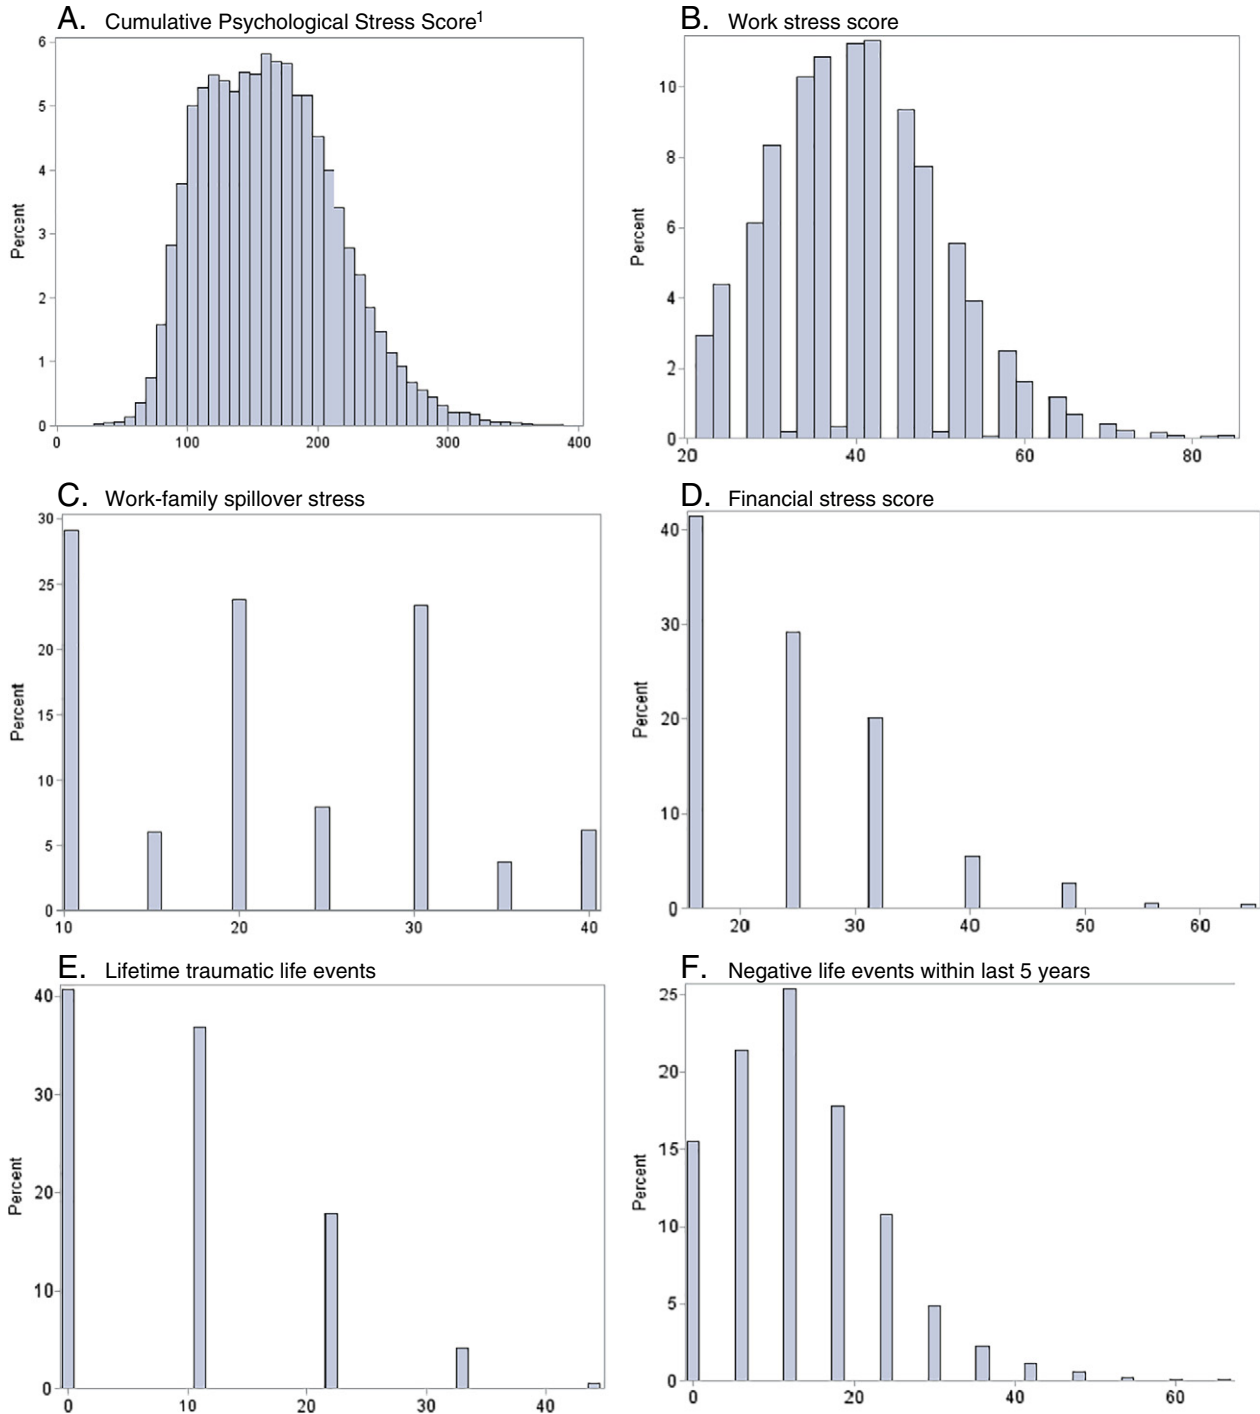 A. Cumulative Psychological Stress Score¹
6
5
4
3
2
1
0
Percent
0 100 200 300 400
B. Work stress score
10
8
6
4
2
0
Percent
20 40 60 80
C. Work-family spillover stress
30
25
20
15
10
5
0
Percent
10 20 30 40
D. Financial stress score
40
30
20
10
0
Percent
20 30 40 50 60
E. Lifetime traumatic life events
40
30
20
10
0
Percent
0 10 20 30 40
F. Negative life events within last 5 years
25
20
15
10
5
0
Percent
0 20 40 60